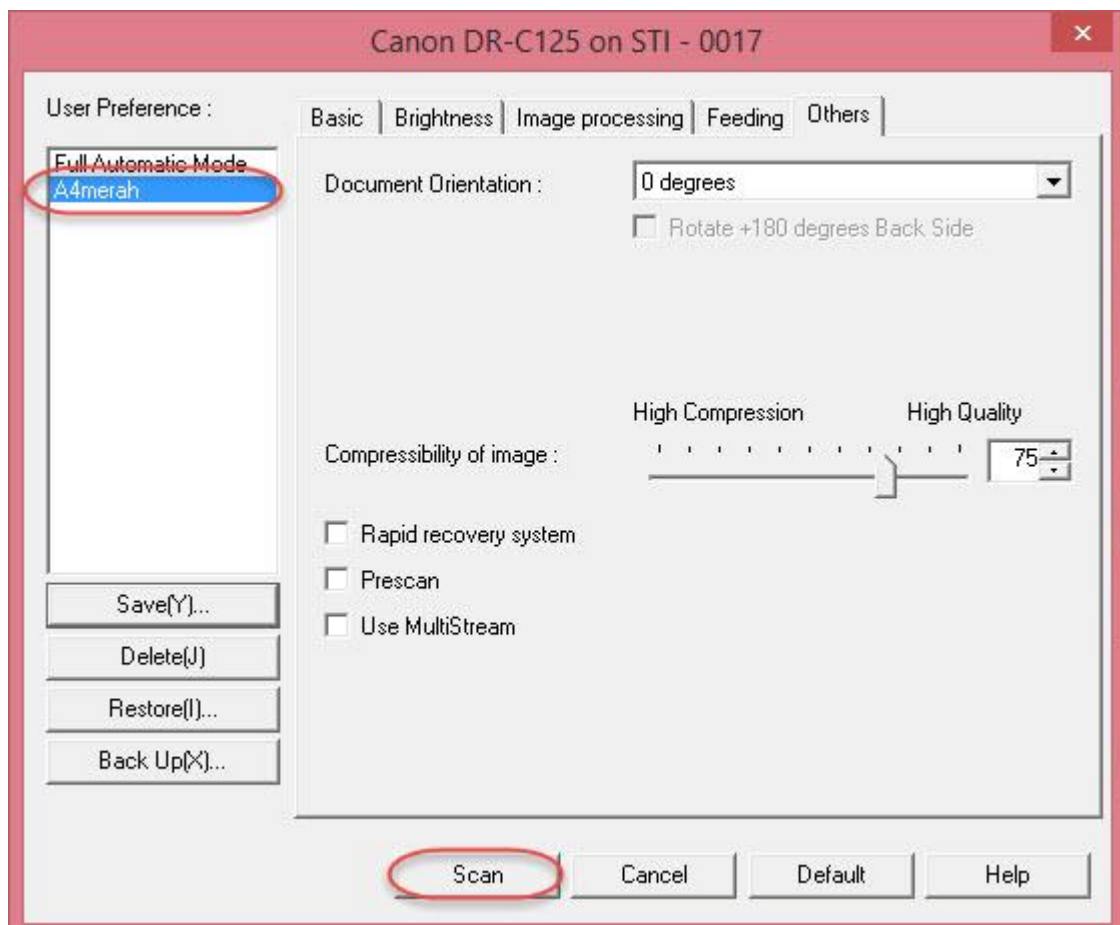 Canon DR-C125 on STI - 0017
User Preference :
Full Automatic Mode
A4merah
Save(Y)...
Delete(J)
Restore(I)...
Back Up(X)...
Basic Brightness Image processing Feeding Others
Document Orientation : 0 degrees
Rotate +180 degrees Back Side
High Compression High Quality
Compressibility of image : 75
Rapid recovery system
Prescan
Use MultiStream
Scan Cancel Default Help